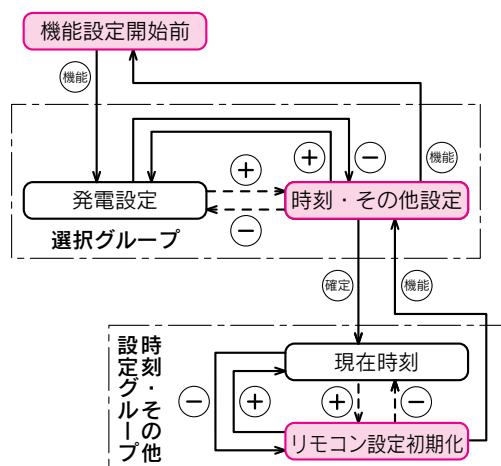 機能設定開始前
機能
+
+
−
機能
発電設定
−
時刻・その他設定
選択グループ
確定
機能
時刻・その他
設定グループ
現在時刻
−
+
+
−
リモコン設定初期化